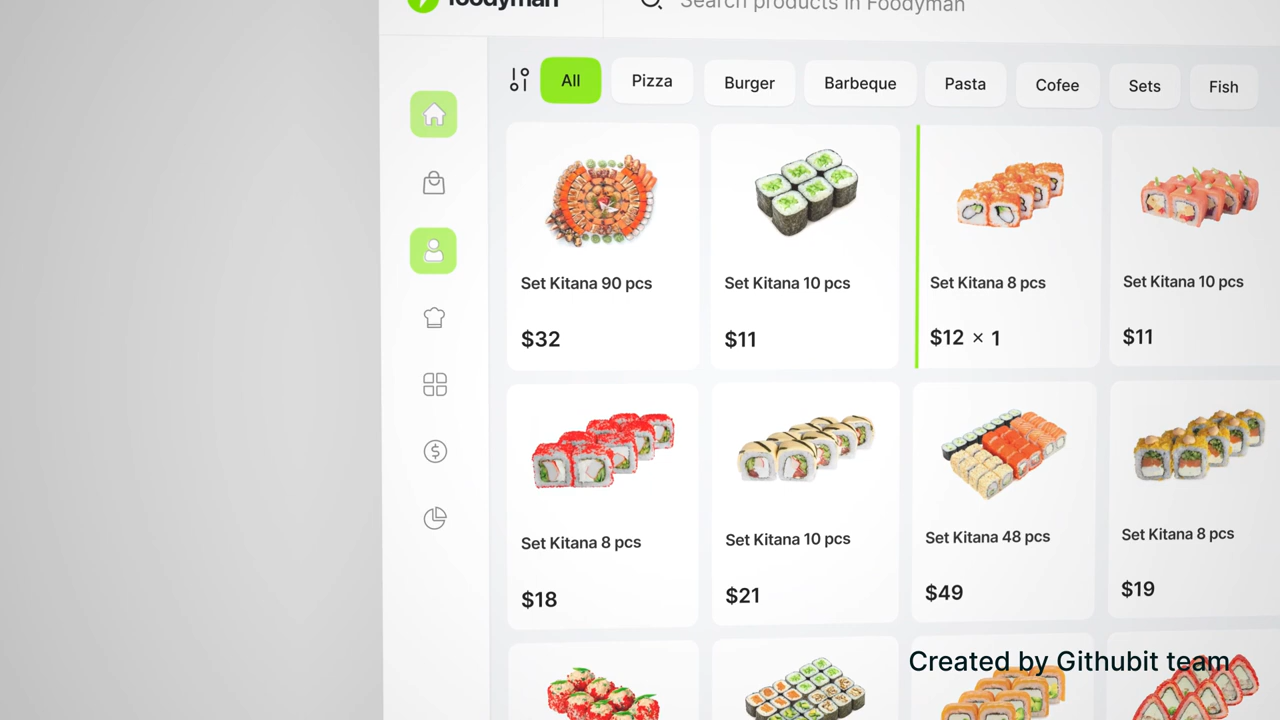 foodyman
Search products in Foodyman
All Pizza Burger Barbeque Pasta Cofee Sets Fish
Set Kitana 90 pcs Set Kitana 10 pcs Set Kitana 8 pcs Set Kitana 10 pcs
$32 $11 $12 × 1 $11
Set Kitana 8 pcs Set Kitana 10 pcs Set Kitana 48 pcs Set Kitana 8 pcs
$18 $21 $49 $19
Created by Githubit team